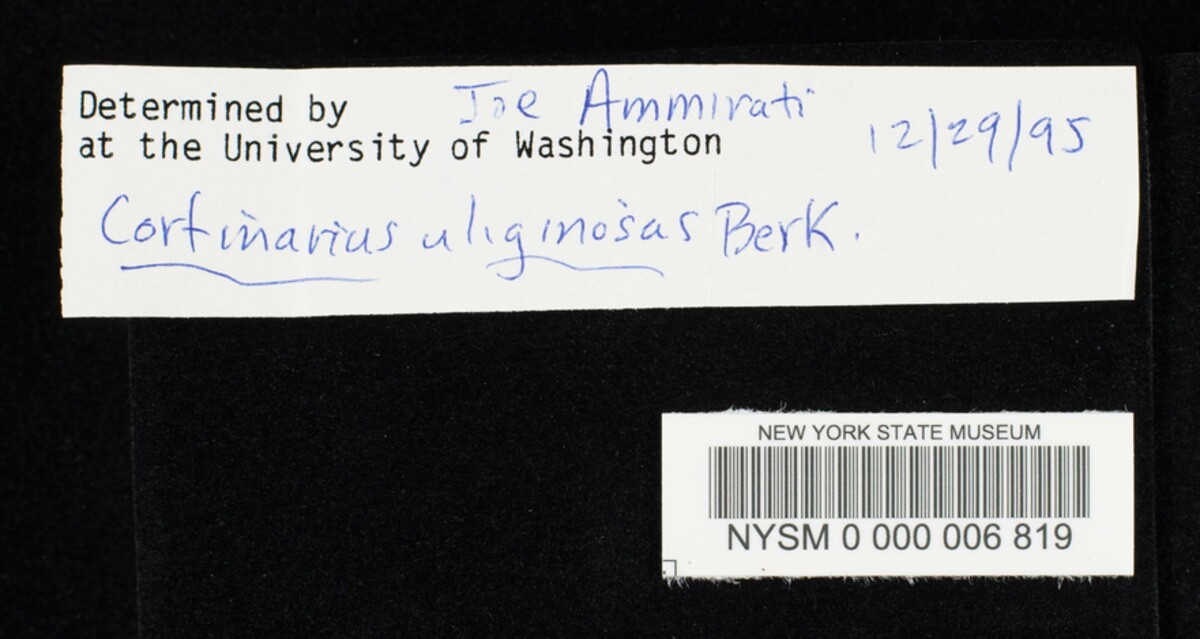 Determined by Joe Ammirati
at the University of Washington 12/29/95
Cortinarius uliginosus Berk.
NEW YORK STATE MUSEUM
NYSM 0 000 006 819